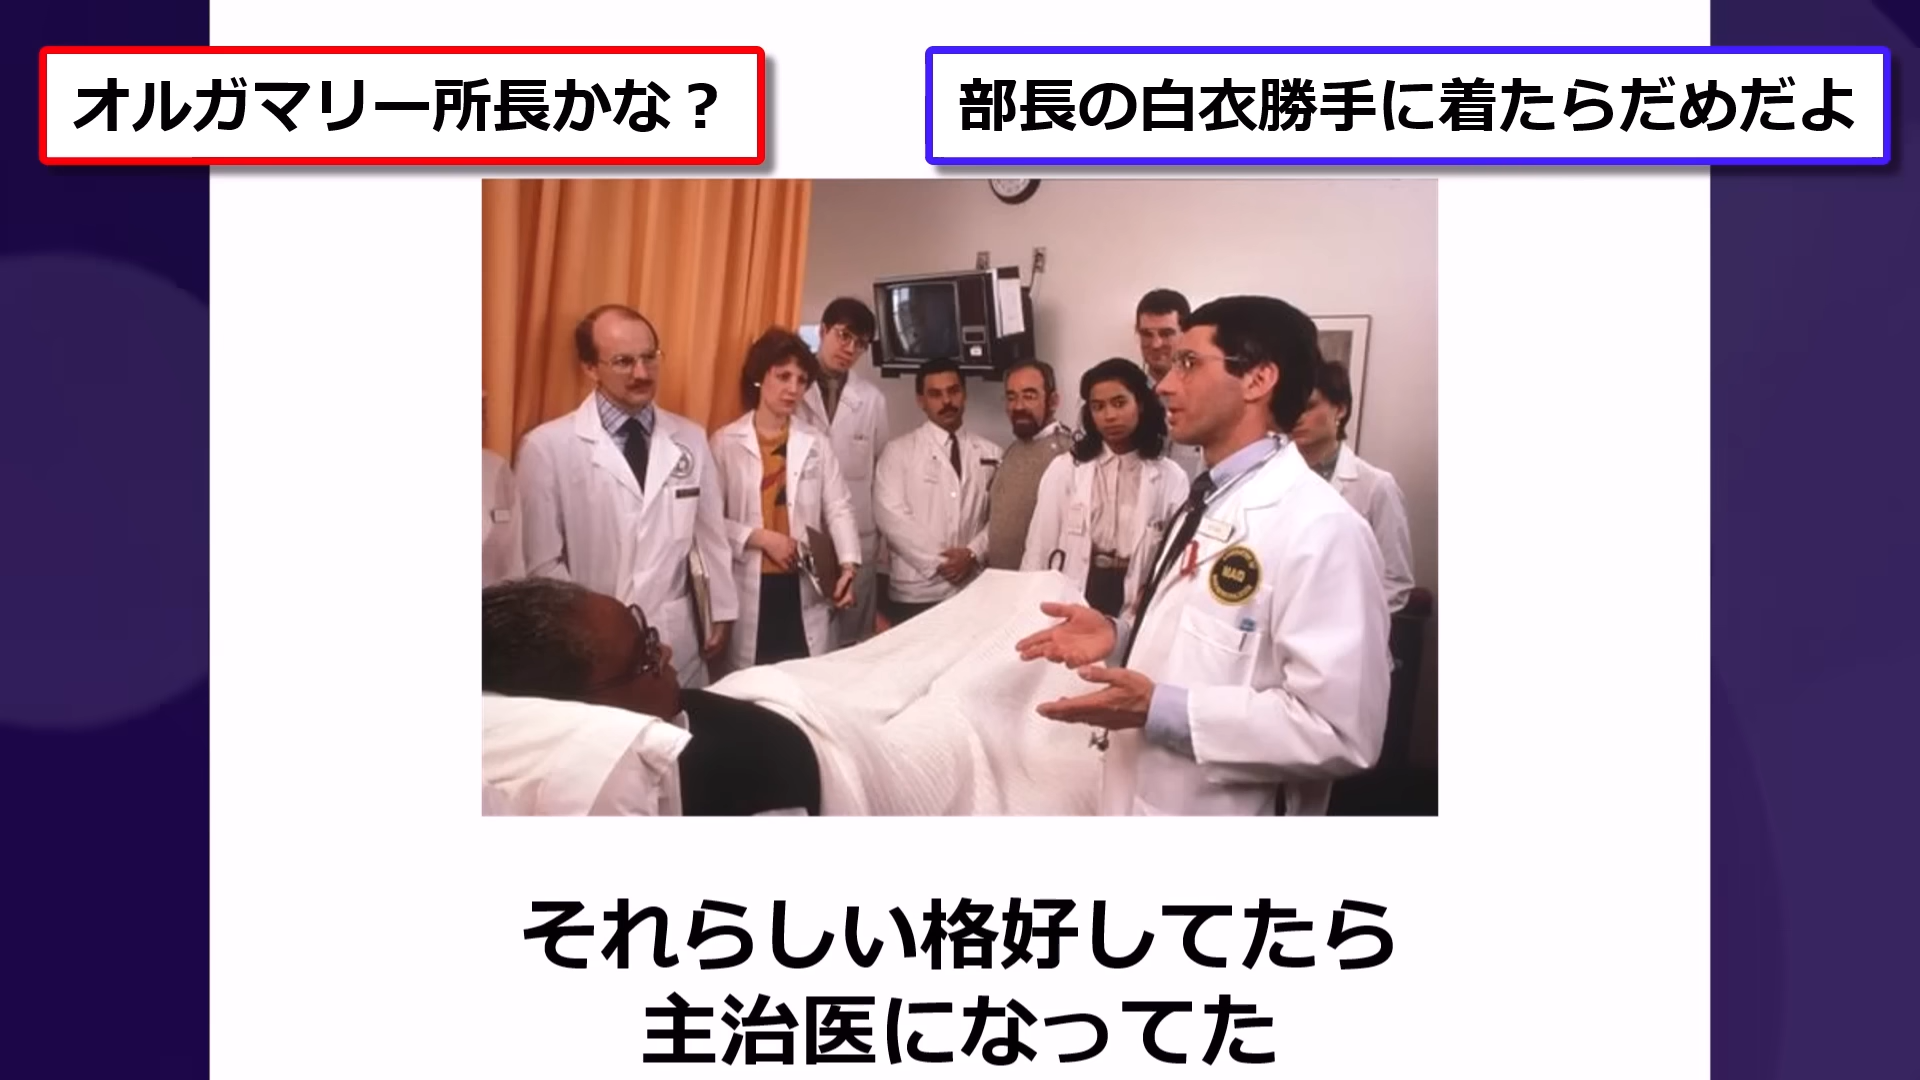 オルガマリー所長かな？
部長の白衣勝手に着たらだめだよ
それらしい格好してたら
主治医になってた